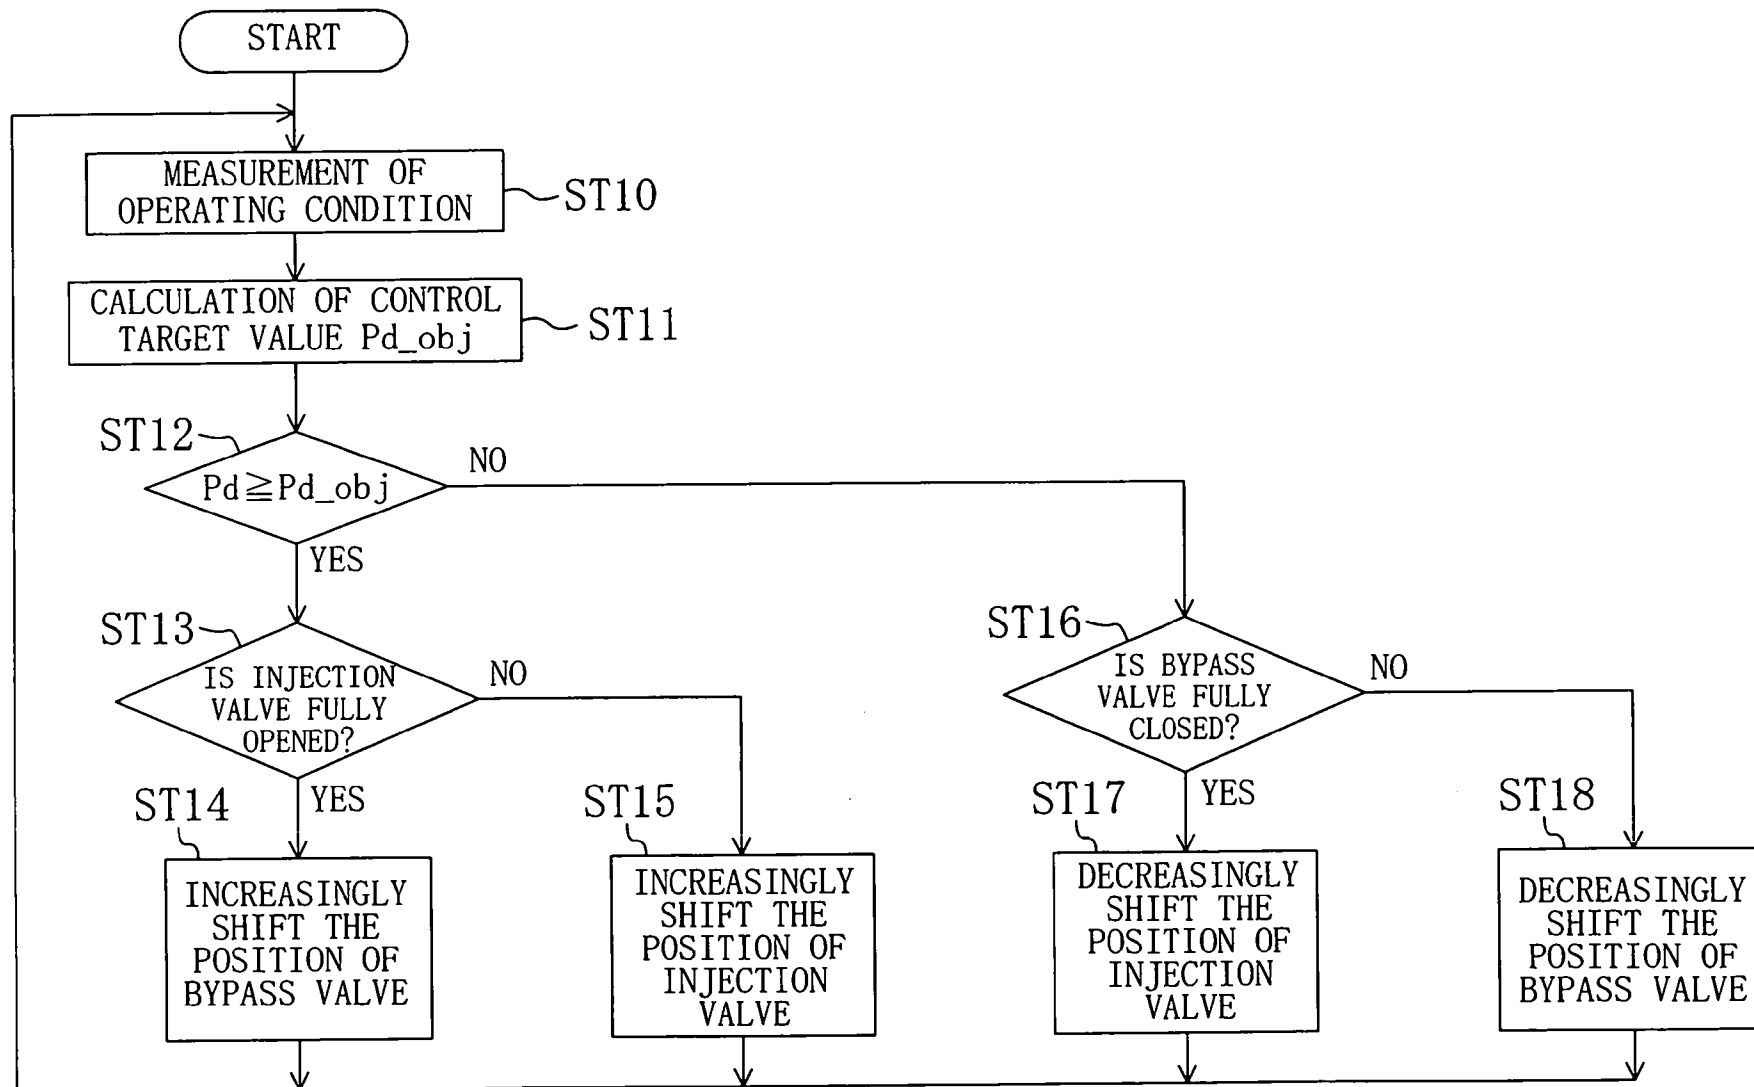 START
MEASUREMENT OF
OPERATING CONDITION
ST10
CALCULATION OF CONTROL
TARGET VALUE Pd_obj
ST11
ST12
Pd≧Pd_obj
NO
YES
ST13
IS INJECTION
VALVE FULLY
OPENED?
NO
YES
ST16
IS BYPASS
VALVE FULLY
CLOSED?
NO
YES
ST14
INCREASINGLY
SHIFT THE
POSITION OF
BYPASS VALVE
ST15
INCREASINGLY
SHIFT THE
POSITION OF
INJECTION
VALVE
ST17
DECREASINGLY
SHIFT THE
POSITION OF
INJECTION
VALVE
ST18
DECREASINGLY
SHIFT THE
POSITION OF
BYPASS VALVE